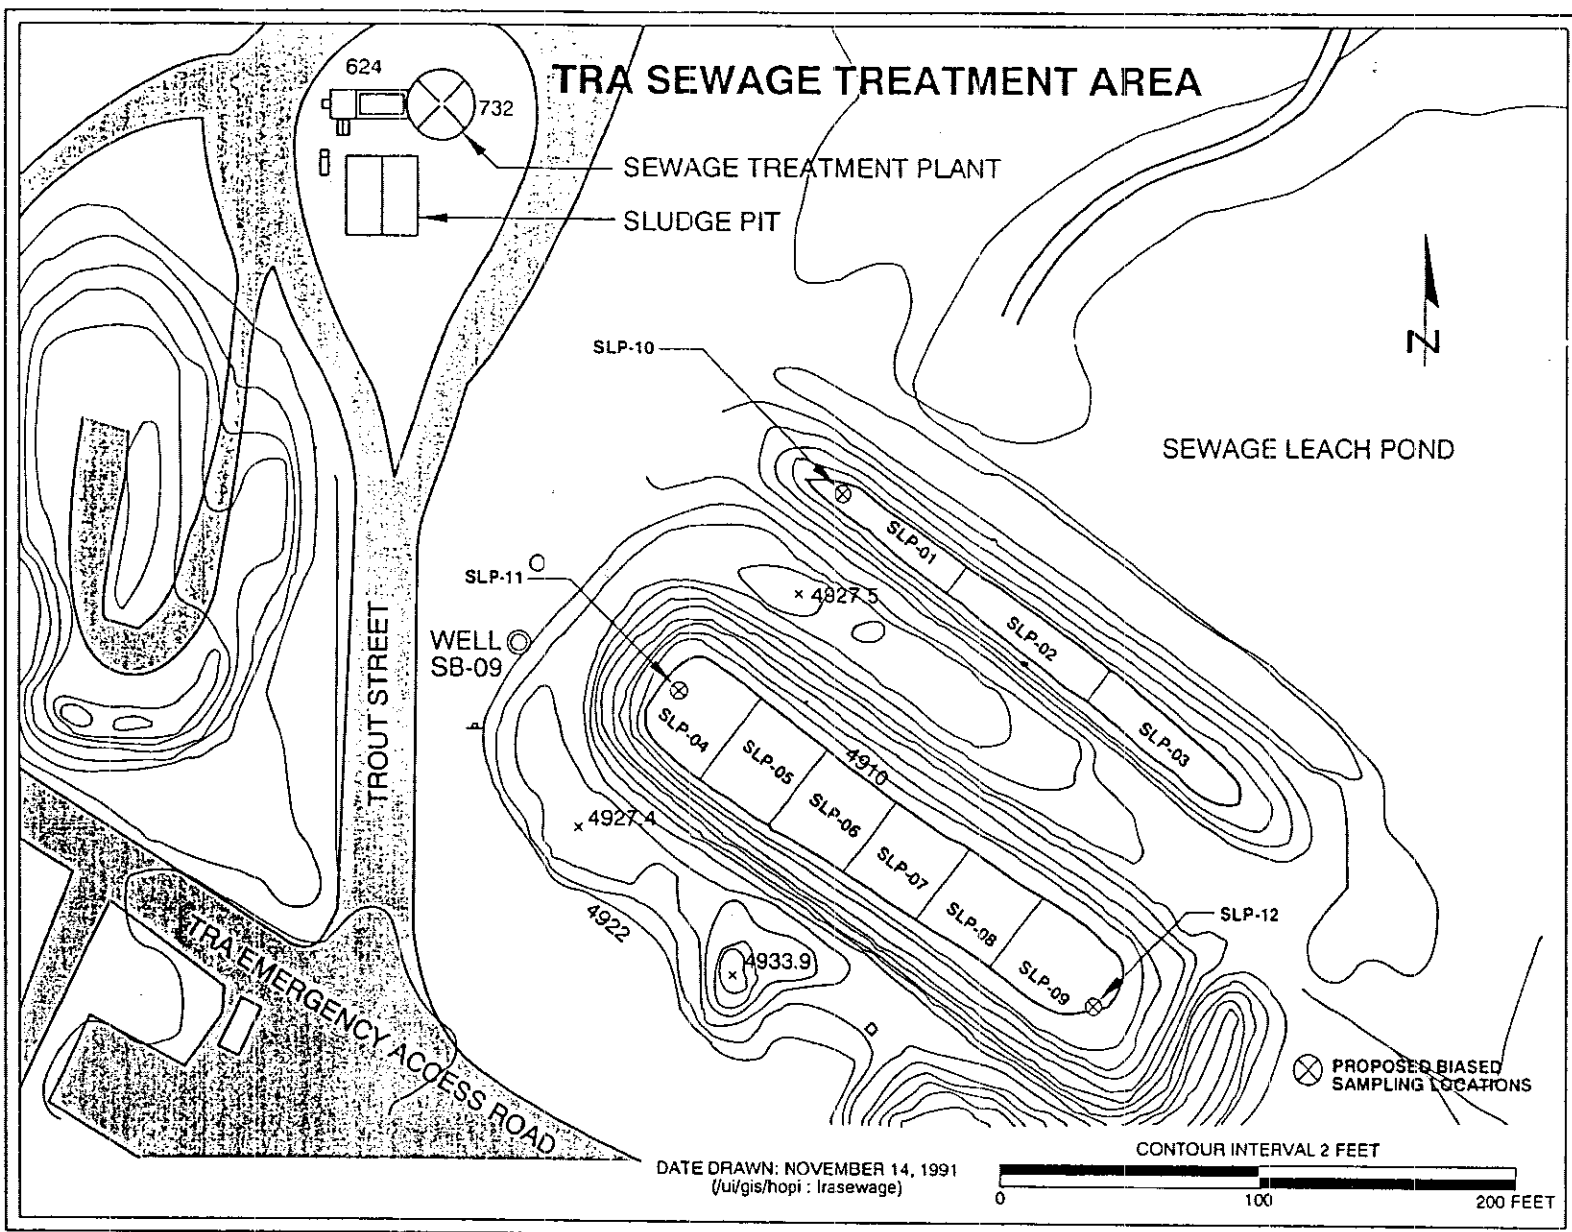 TRA SEWAGE TREATMENT AREA
624
732
SEWAGE TREATMENT PLANT
SLUDGE PIT
N
SLP-10
SEWAGE LEACH POND
SLP-01
SLP-11
4927.5
TROUT STREET
WELL
SB-09
SLP-02
SLP-03
SLP-04
SLP-05
4910
SLP-06
4927.4
SLP-07
SLP-08
SLP-09
4922
SLP-12
4933.9
TRA EMERGENCY ACCESS ROAD
PROPOSED BIASED
SAMPLING LOCATIONS
CONTOUR INTERVAL 2 FEET
DATE DRAWN: NOVEMBER 14, 1991
(/ui/gis/hopi : lrasewage)
0 100 200 FEET